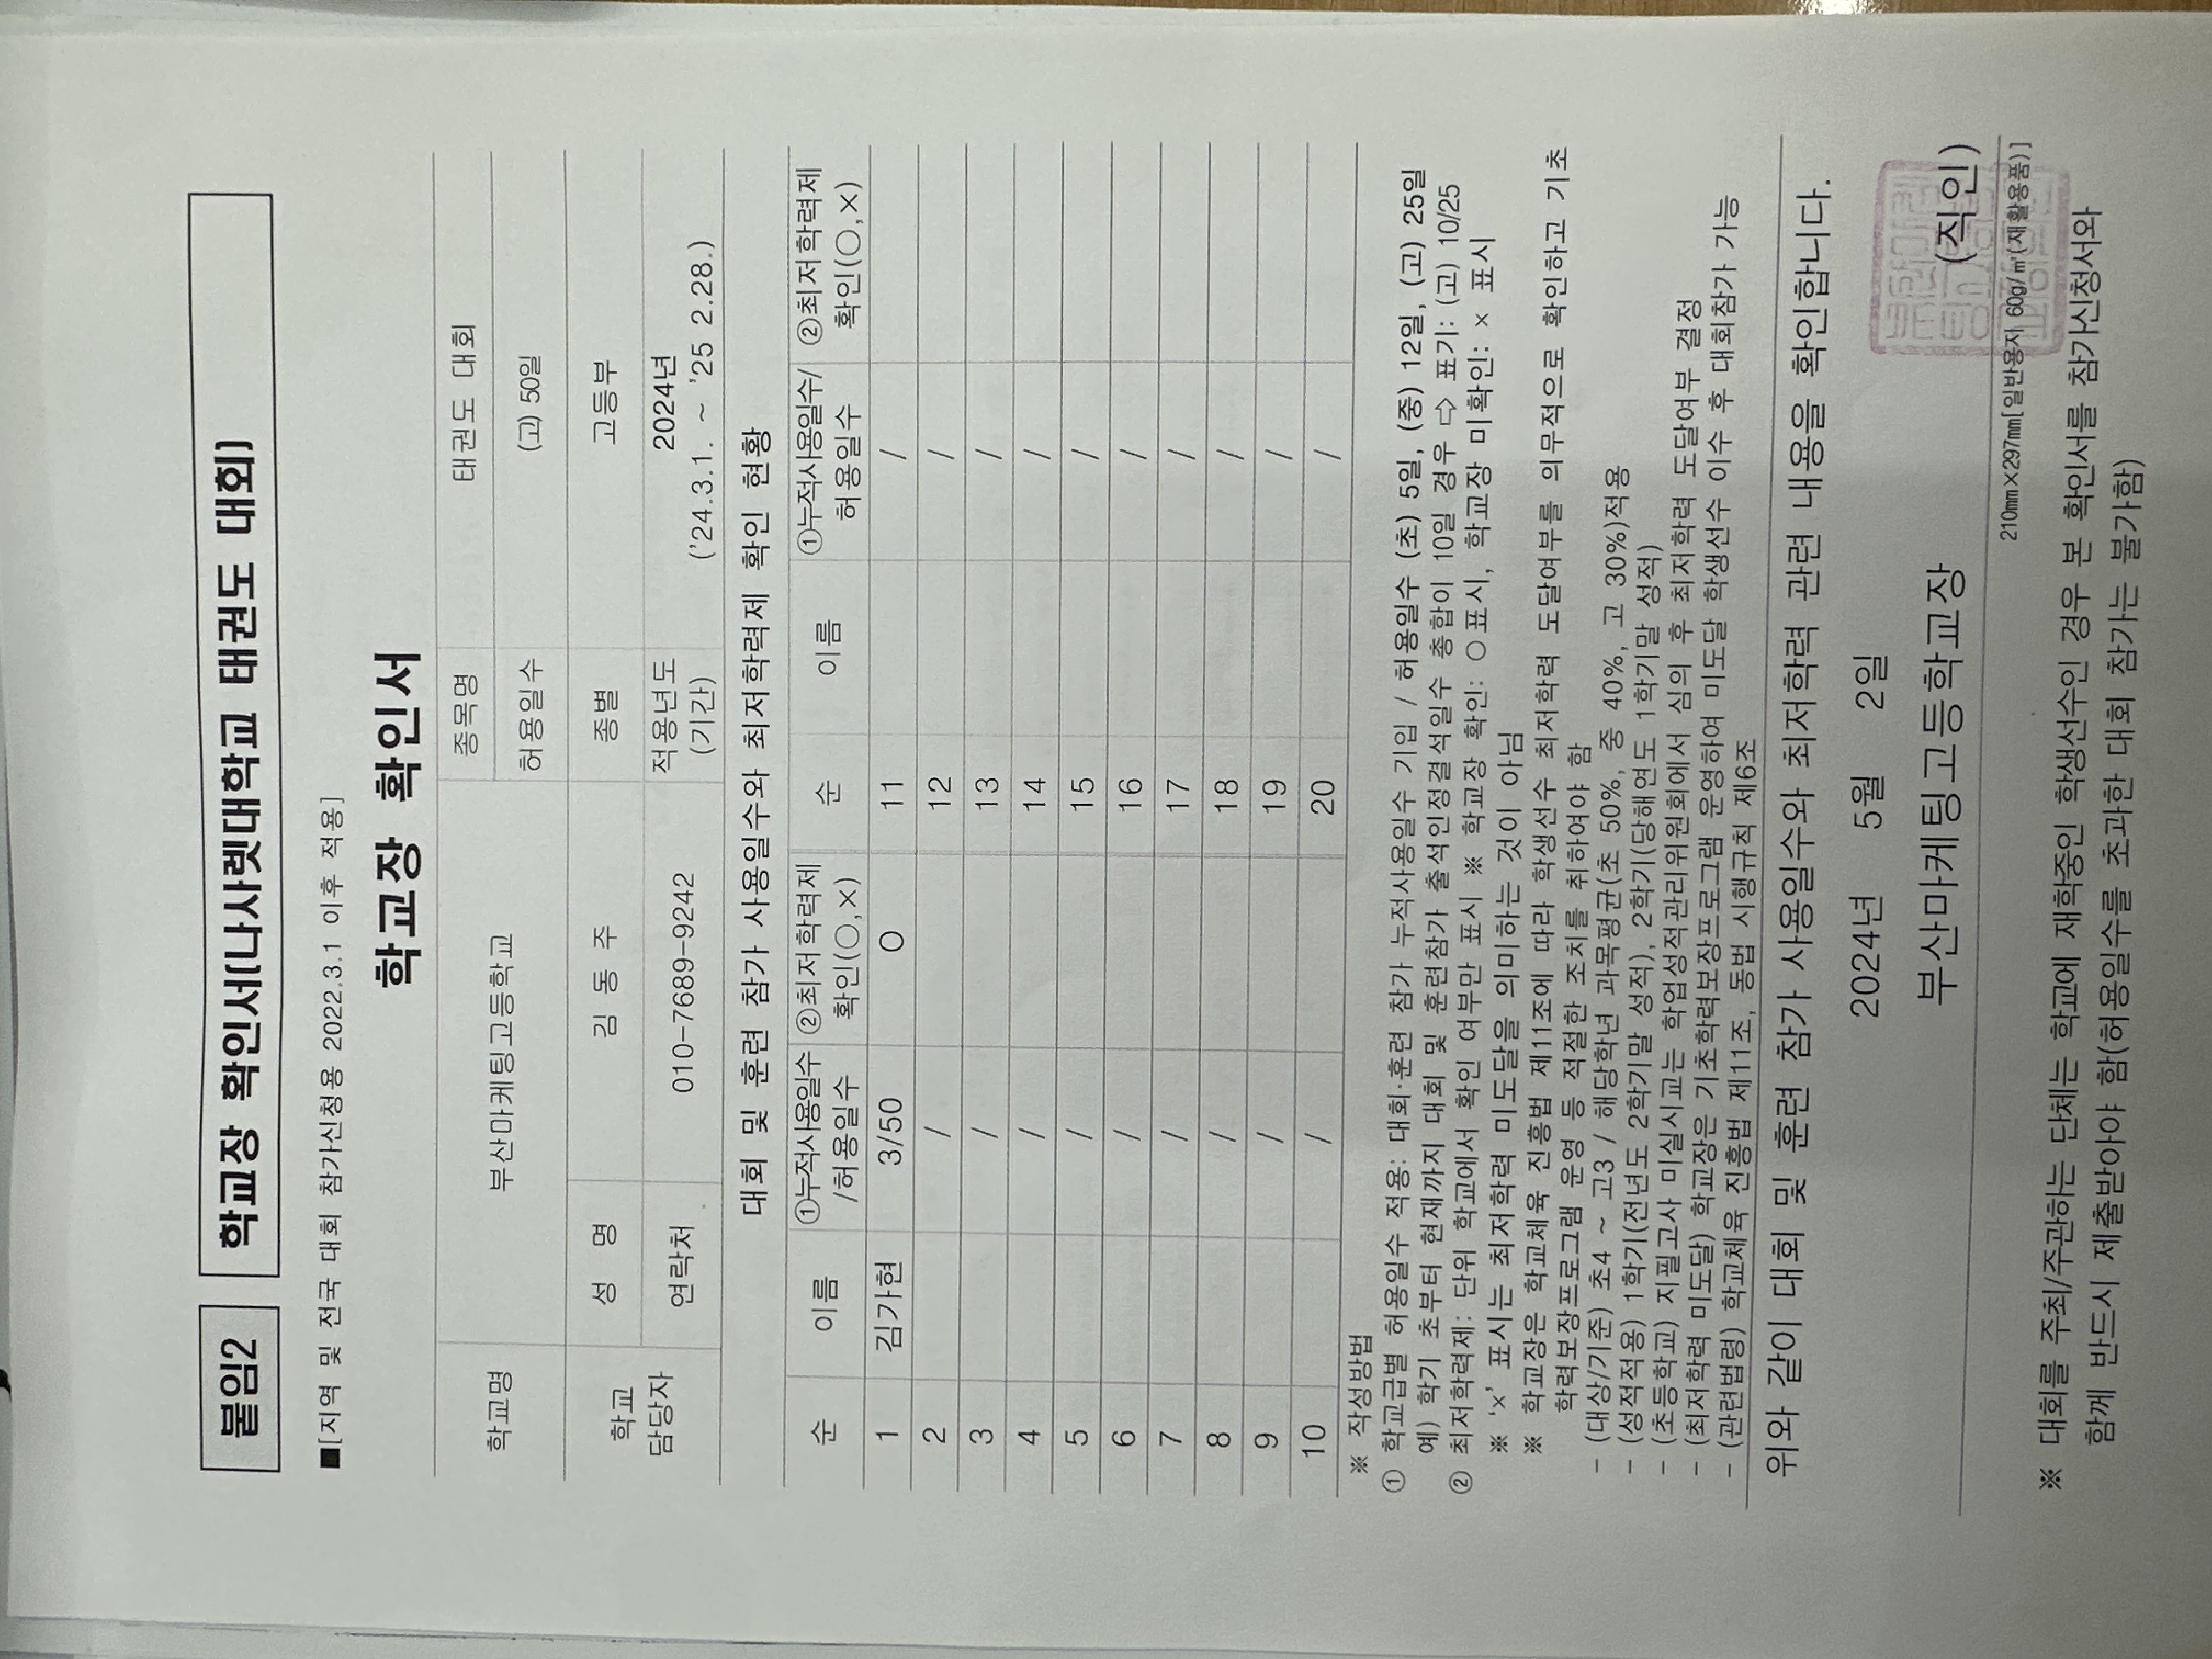 붙임2 학교장 확인서(나사렛대학교 태권도 대회)
■[지역 및 전국 대회 참가신청용 2022.3.1 이후 적용]
학교장 확인서
학교명 부산마케팅고등학교 종목명 태권도 대회
허용일수 (고) 50일
학교 담당자 성 명 김 동 주 종별 고등부
연락처 010-7689-9242 적용년도 (기간) 2024년 ('24.3.1. ~ '25 2.28.)
대회 및 훈련 참가 사용일수와 최저학력제 확인 현황
순 이름 ①누적사용일수/허용일수 ②최저학력제 확인(○,×) 순 이름 ①누적사용일수/허용일수 ②최저학력제 확인(○,×)
1 김가현 3/50 O 11 /
2 / 12 /
3 / 13 /
4 / 14 /
5 / 15 /
6 / 16 /
7 / 17 /
8 / 18 /
9 / 19 /
10 / 20 /
※ 작성방법
① 학교급별 허용일수 적용: 대회·훈련 참가 누적사용일수 기입 / 허용일수 (초) 5일, (중) 12일, (고) 25일
예) 학기 초부터 현재까지 대회 및 훈련참가 출석인정결석일수 총합이 10일 경우 ⇨ 표기: (고) 10/25
② 최저학력제: 단위 학교에서 확인 여부만 표시 ※ 학교장 확인: ○표시, 학교장 미확인: × 표시
※ '×' 표시는 최저학력 미도달을 의미하는 것이 아님
※ 학교장은 학교체육 진흥법 제11조에 따라 학생선수 최저학력 도달여부를 의무적으로 확인하고 기초
학력보장프로그램 운영 등 적절한 조치를 취하여야 함
- (대상/기준) 초4 ~ 고3 / 해당학년 과목평균(초 50%, 중 40%, 고 30%)적용
- (성적적용) 1학기(전년도 2학기말 성적), 2학기(당해연도 1학기말 성적)
- (초등학교) 지필고사 미실시교는 학업성적관리위원회에서 심의 후 최저학력 도달여부 결정
- (최저학력 미도달) 학교장은 기초학력보장프로그램 운영하여 미도달 학생선수 이수 후 대회참가 가능
- (관련법령) 학교체육 진흥법 제11조, 동법 시행규칙 제6조
위와 같이 대회 및 훈련 참가 사용일수와 최저학력 관련 내용을 확인합니다.
2024년 5월 2일
부산마케팅고등학교장 (직인)
210㎜×297㎜[일반용지 60g/㎡(재활용품)]
※ 대회를 주최/주관하는 단체는 학교에 재학중인 학생선수인 경우 본 확인서를 참가신청서와
함께 반드시 제출받아야 함(허용일수를 초과한 대회 참가는 불가함)